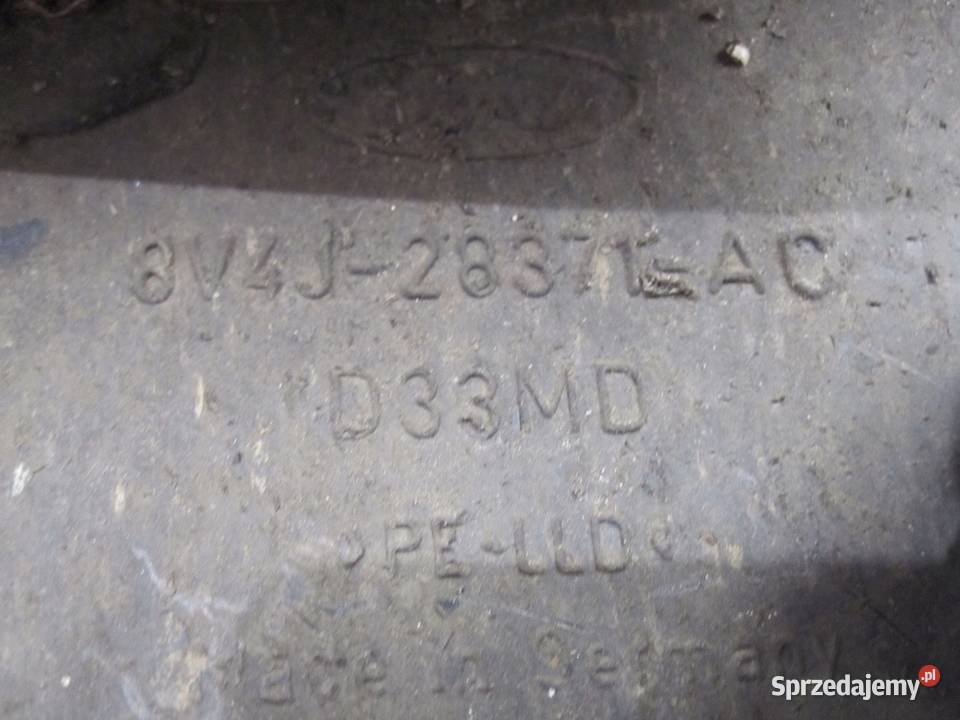 8V4J-28371-AC
D33MD
>PE-LLD<
Made in Germany
Sprzedajemy.pl